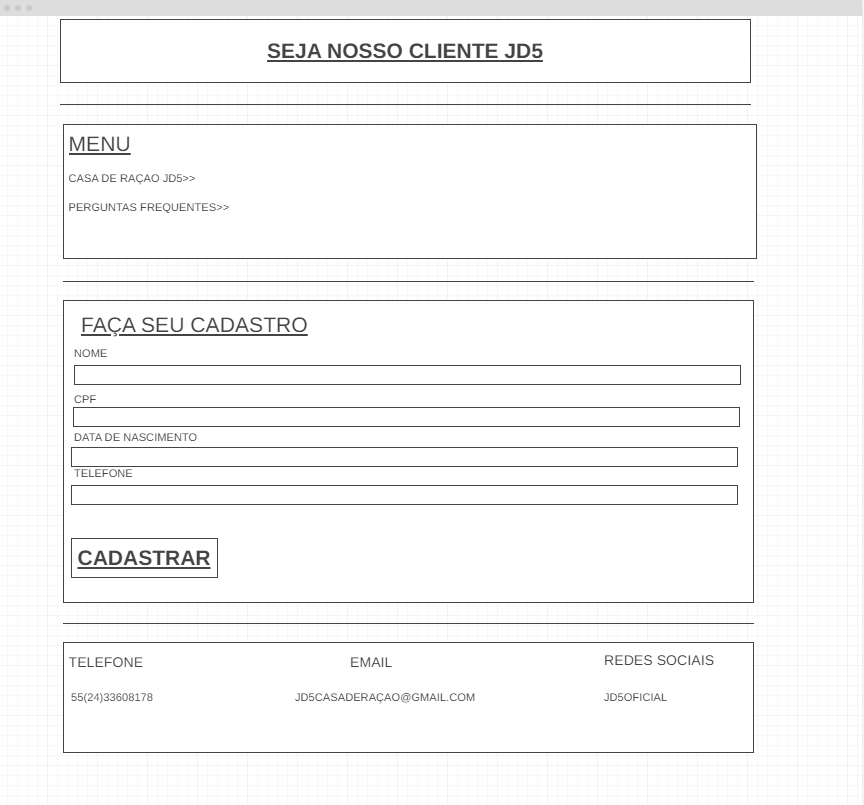 SEJA NOSSO CLIENTE JD5
MENU
CASA DE RAÇAO JD5>>
PERGUNTAS FREQUENTES>>
FAÇA SEU CADASTRO
NOME
CPF
DATA DE NASCIMENTO
TELEFONE
CADASTRAR
TELEFONE EMAIL REDES SOCIAIS
55(24)33608178 JD5CASADERAÇAO@GMAIL.COM JD5OFICIAL